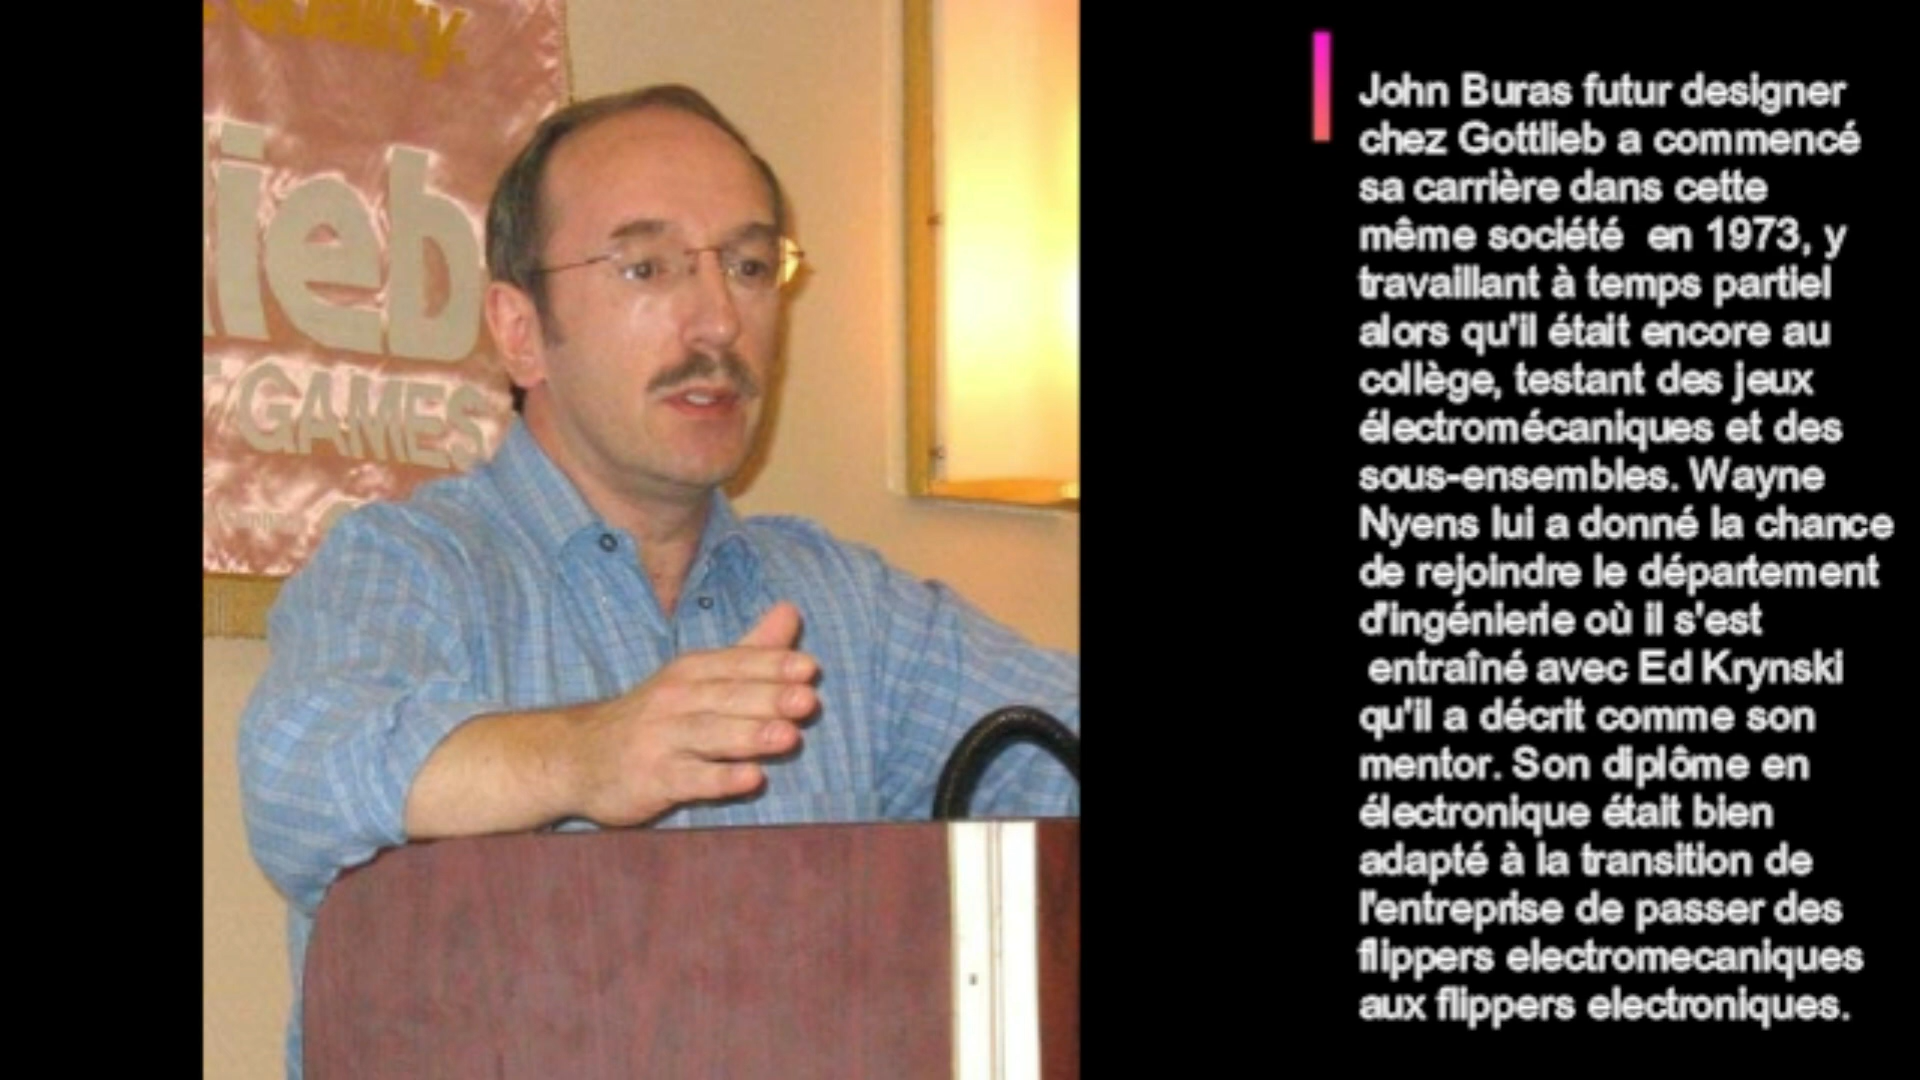 Quality.
lieb
GAMES
John Buras futur designer
chez Gottlieb a commencé
sa carrière dans cette
même société  en 1973, y
travaillant à temps partiel
alors qu'il était encore au
collège, testant des jeux
électromécaniques et des
sous-ensembles. Wayne
Nyens lui a donné la chance
de rejoindre le département
d'ingénierie où il s'est
entraîné avec Ed Krynski
qu'il a décrit comme son
mentor. Son diplôme en
électronique était bien
adapté à la transition de
l'entreprise de passer des
flippers electromecaniques
aux flippers electroniques.